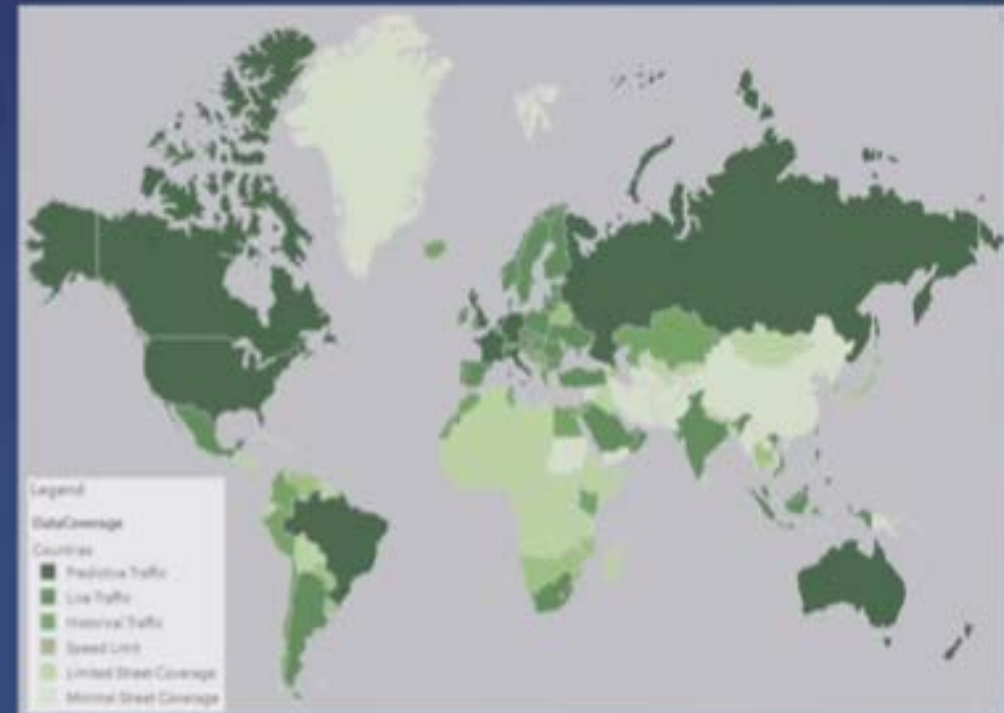 Legend
DataCoverage
Countries
Predictive Traffic
Live Traffic
Historical Traffic
Speed Limit
Limited Street Coverage
Minimal Street Coverage